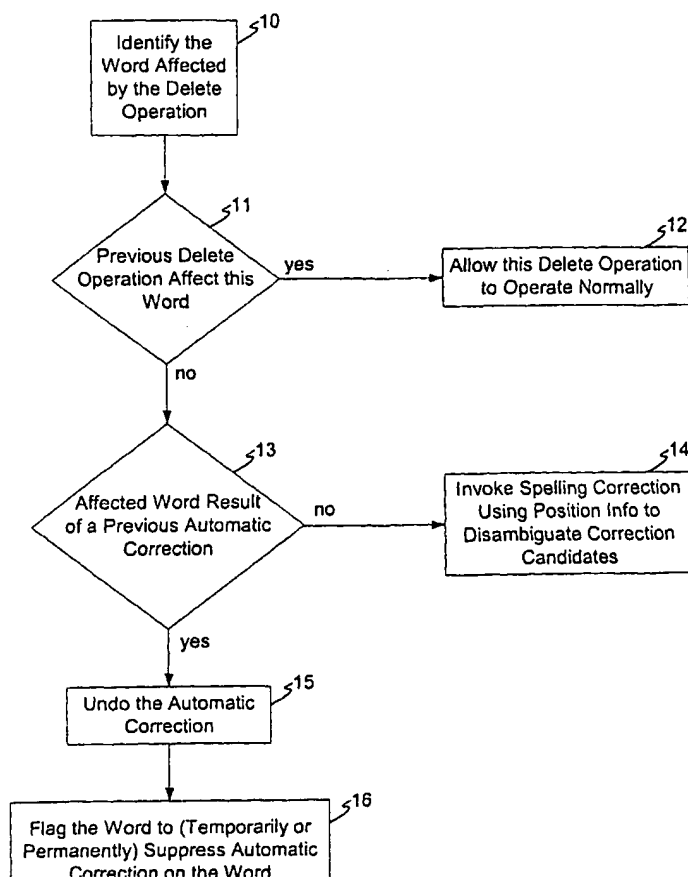 10
Identify the
Word Affected
by the Delete
Operation
11
Previous Delete
Operation Affect this
Word
yes
12
Allow this Delete Operation
to Operate Normally
no
13
Affected Word Result
of a Previous Automatic
Correction
no
14
Invoke Spelling Correction
Using Position Info to
Disambiguate Correction
Candidates
yes
15
Undo the Automatic
Correction
16
Flag the Word to (Temporarily or
Permanently) Suppress Automatic
Correction on the Word